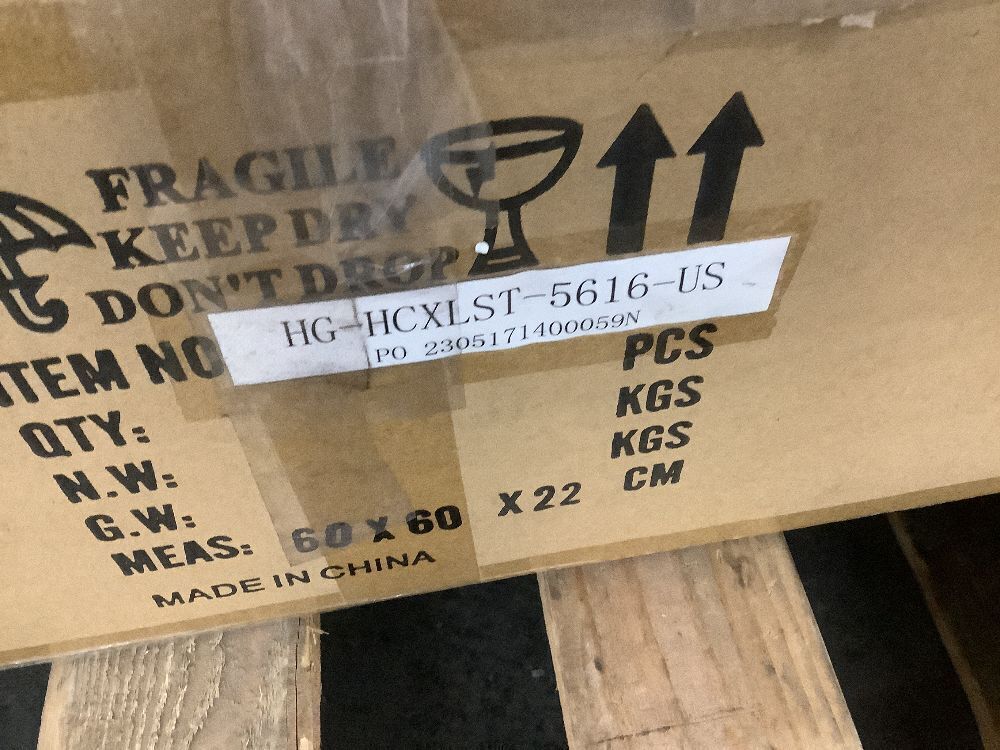 FRAGILE
KEEP DRY
DON'T DROP
HG-HCXLST-5616-US
PO 2305171400059N
ITEM NO
QTY: PCS
N.W: KGS
G.W: KGS
MEAS: 60 X 60 X 22 CM
MADE IN CHINA